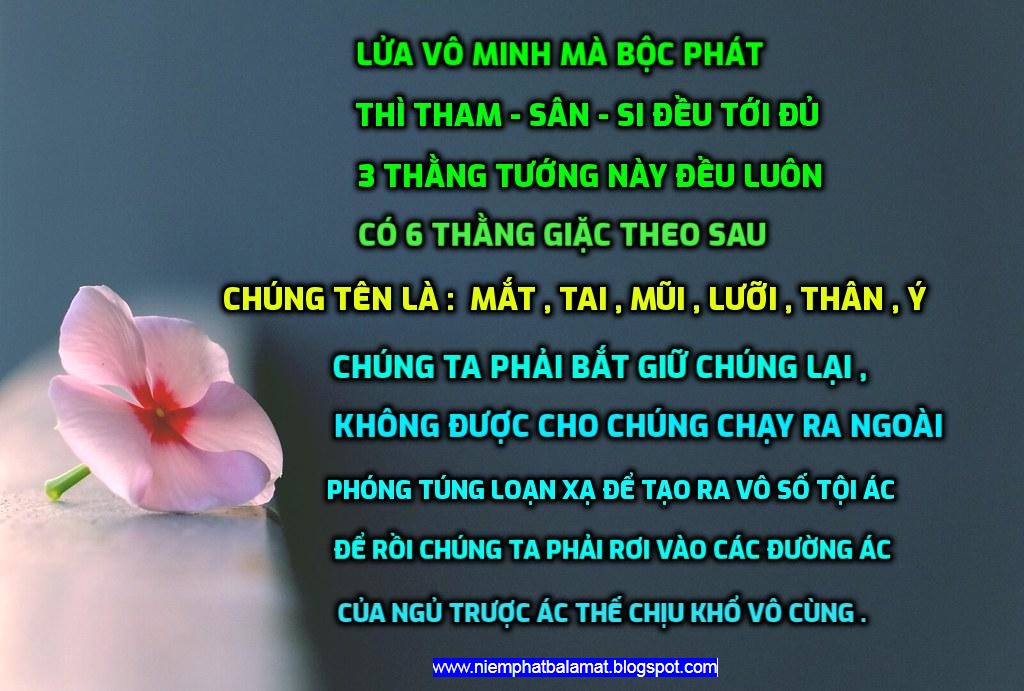 LỬA VÔ MINH MÀ BỘC PHÁT
THÌ THAM - SÂN - SI ĐỀU TỚI ĐỦ
3 THẰNG TƯỚNG NÀY ĐỀU LUÔN
CÓ 6 THẰNG GIẶC THEO SAU
CHÚNG TÊN LÀ : MẮT , TAI , MŨI , LƯỠI , THÂN , Ý
CHÚNG TA PHẢI BẮT GIỮ CHÚNG LẠI ,
KHÔNG ĐƯỢC CHO CHÚNG CHẠY RA NGOÀI
PHÓNG TÚNG LOẠN XẠ ĐỂ TẠO RA VÔ SỐ TỘI ÁC
ĐỂ RỒI CHÚNG TA PHẢI RƠI VÀO CÁC ĐƯỜNG ÁC
CỦA NGỦ TRƯỢC ÁC THẾ CHỊU KHỔ VÔ CÙNG .
www.niemphatbalamat.blogspot.com